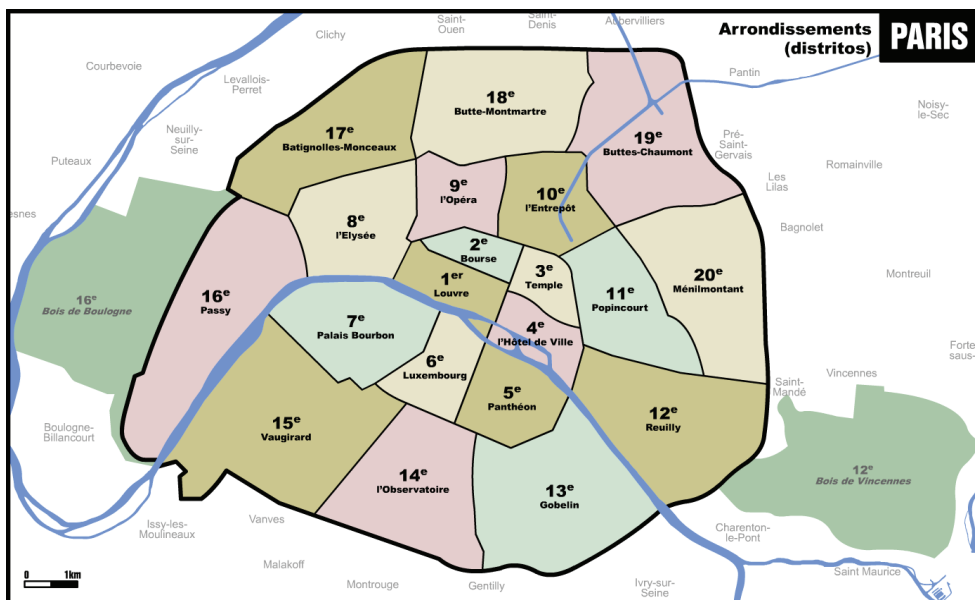 Arrondissements
(distritos)
PARIS
Saint-
Ouen
Saint-
Denis
Abbervilliers
Clichy
Courbevoie
Levallois-
Perret
Pantin
Noisy-
le-Sec
Puteaux
Neuilly-
sur-
Seine
Pré-
Saint-
Gervais
Romainville
Les
Lilas
Bagnolet
Montreuil
esnes
18e
Butte-Montmartre
17e
Batignolles-Monceaux
19e
Buttes-Chaumont
9e
l'Opéra
10e
l'Entrepôt
8e
l'Elysée
2e
Bourse
3e
Temple
1er
Louvre
20e
Ménilmontant
11e
Popincourt
16e
Passy
16e
Bois de Boulogne
7e
Palais Bourbon
4e
l'Hôtel de Ville
6e
Luxembourg
5e
Panthéon
12e
Reuilly
15e
Vaugirard
14e
l'Observatoire
13e
Gobelin
Forte
sous-
Saint-
Mandé
Vincennes
12e
Bois de Vincennes
Boulogne-
Billancourt
Issy-les-
Moulineaux
Vanves
Malakoff
Montrouge
Gentilly
Ivry-sur-
Seine
Charenton-
le-Pont
Saint Maurice
0 1km